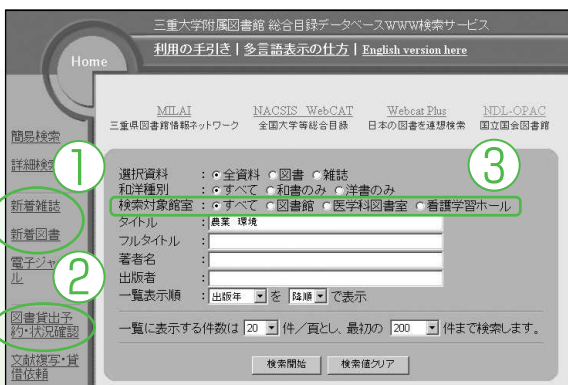 三重大学附属図書館 総合目録データベースWWW検索サービス
利用の手引き | 多言語表示の仕方 | English version here
Home
MILAI NACSIS WebCAT Webcat Plus NDL-OPAC
三重県図書館情報ネットワーク 全国大学等総合目録 日本の図書を連想検索 国立国会図書館
簡易検索
詳細検索
①
新着雑誌
新着図書
②
電子ジャ
ル
図書貸出予
約・状況確認
文献複写・貸
借依頼
③
選択資料 : 全資料 図書 雑誌
和洋種別 : すべて 和書のみ 洋書のみ
検索対象館室 : すべて 図書館 医学科図書室 看護学習ホール
タイトル : 農業 環境
フルタイトル :
著者名 :
出版者 :
一覧表示順 : 出版年 を 降順 で表示
一覧に表示する件数は 20 件/頁とし、最初の 200 件まで検索します。
検索開始 検索値クリア